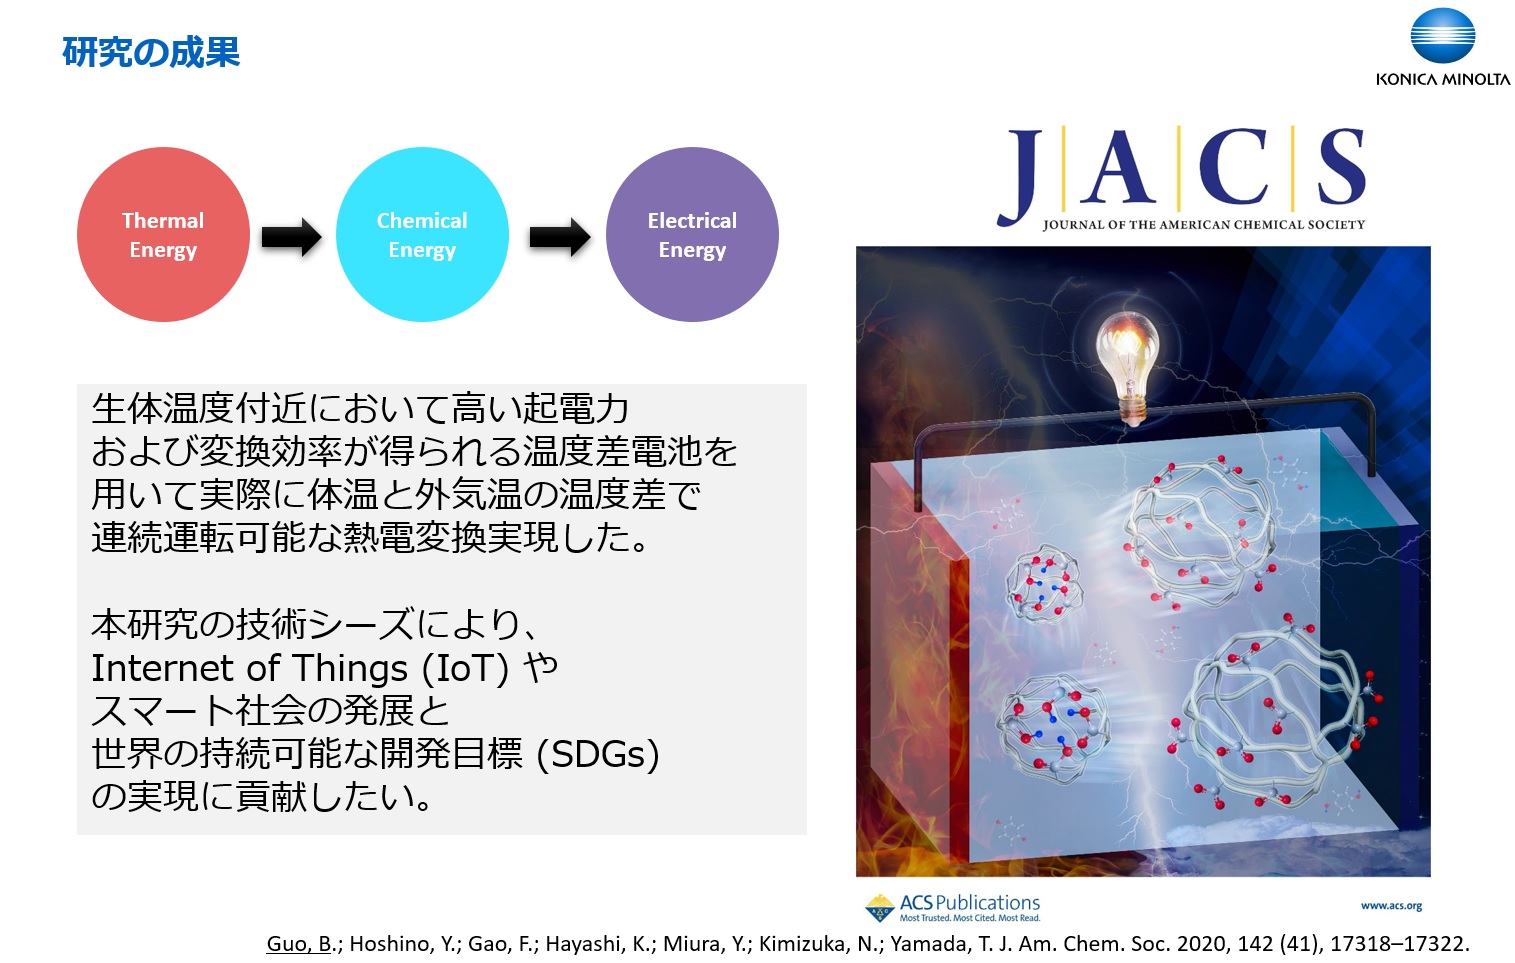 研究の成果
KONICA MINOLTA
Thermal
Energy
Chemical
Energy
Electrical
Energy
生体温度付近において高い起電力
および変換効率が得られる温度差電池を
用いて実際に体温と外気温の温度差で
連続運転可能な熱電変換実現した。
本研究の技術シーズにより、
Internet of Things (IoT) や
スマート社会の発展と
世界の持続可能な開発目標 (SDGs)
の実現に貢献したい。
J|A|C|S
JOURNAL OF THE AMERICAN CHEMICAL SOCIETY
ACS Publications
Most Trusted. Most Cited. Most Read.
www.acs.org
Guo, B.; Hoshino, Y.; Gao, F.; Hayashi, K.; Miura, Y.; Kimizuka, N.; Yamada, T. J. Am. Chem. Soc. 2020, 142 (41), 17318–17322.